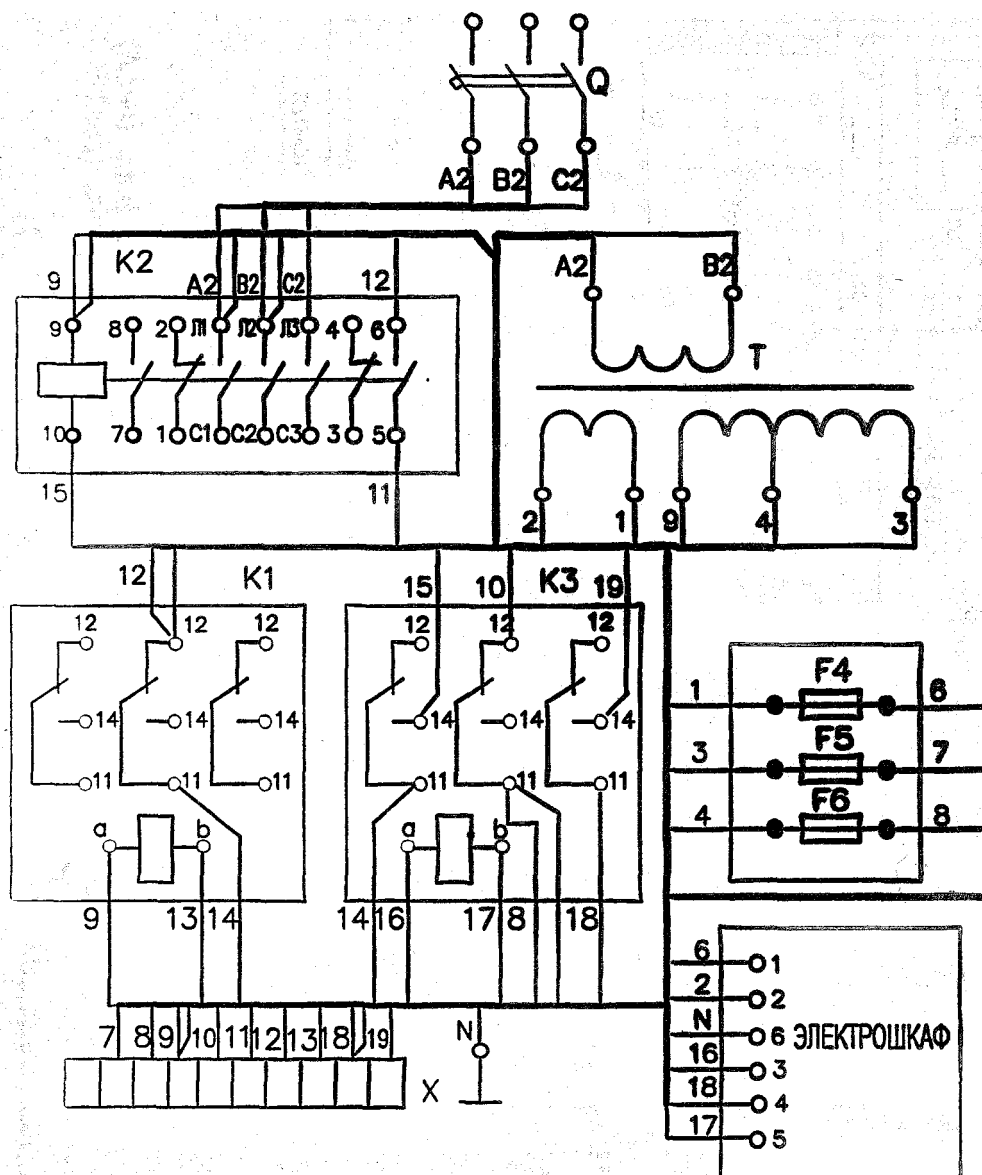 Q
A2 B2 C2
9 K2 A2 B2 C2 12 A2 B2
9 8 2 Л1 Л2 Л3 4 6
T
10 7 1 C1 C2 C3 3 5
15 11 2 1 9 4 3
12 K1 15 10 K3 19
12 12 12 12 12 12
14 14 14 14 14 14
11 11 11 11 11 11
a b a b
1 F4 6
3 F5 7
4 F6 8
9 13 14 14 16 17 8 18
7 8 9 10 11 12 13 18 19 N
X
6 1
2 2
N 6 ЭЛЕКТРОШКАФ
16 3
18 4
17 5